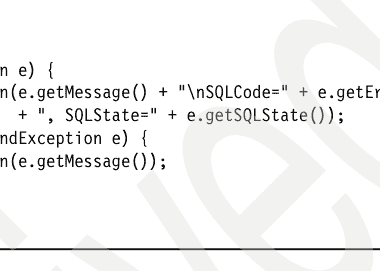 n e) {
n(e.getMessage() + "\nSQLCode=" + e.getEr
+ ", SQLState=" + e.getSQLState());
ndException e) {
n(e.getMessage());